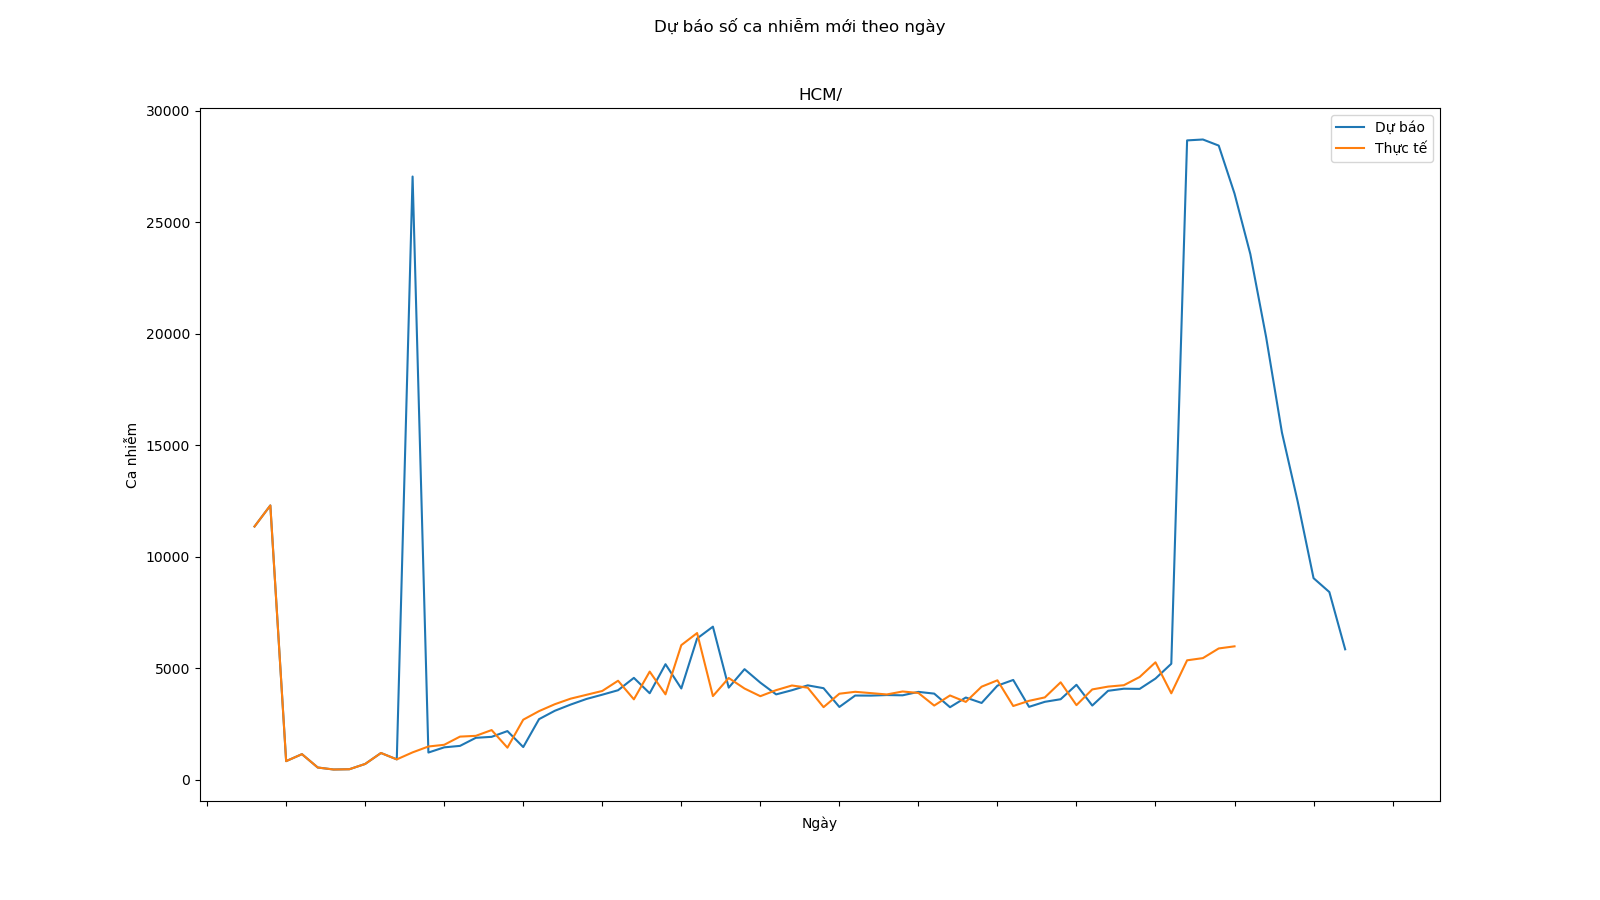 Dự báo số ca nhiễm mới theo ngày
HCM/
30000
25000
20000
15000
10000
5000
0
Ca nhiễm
Dự báo
Thực tế
Ngày